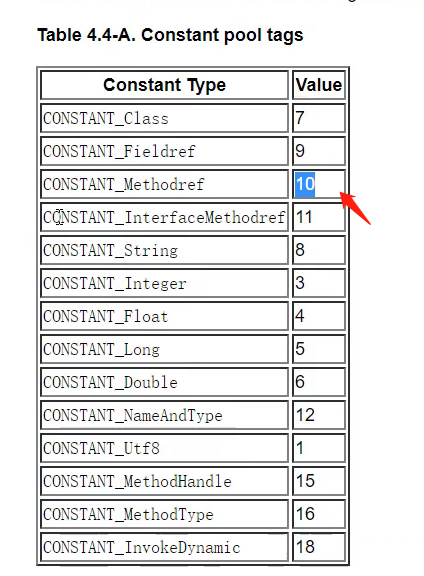 Table 4.4-A. Constant pool tags
Constant Type Value
CONSTANT_Class 7
CONSTANT_Fieldref 9
CONSTANT_Methodref 10
CONSTANT_InterfaceMethodref 11
CONSTANT_String 8
CONSTANT_Integer 3
CONSTANT_Float 4
CONSTANT_Long 5
CONSTANT_Double 6
CONSTANT_NameAndType 12
CONSTANT_Utf8 1
CONSTANT_MethodHandle 15
CONSTANT_MethodType 16
CONSTANT_InvokeDynamic 18